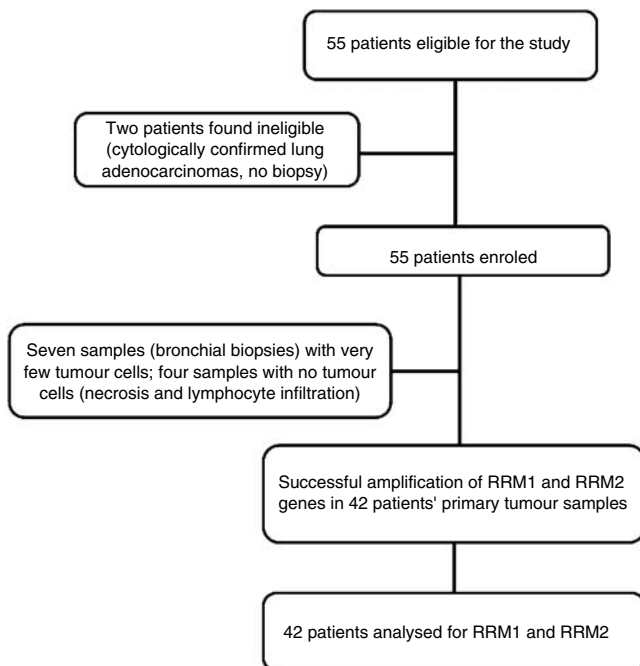 55 patients eligible for the study
Two patients found ineligible
(cytologically confirmed lung
adenocarcinomas, no biopsy)
55 patients enroled
Seven samples (bronchial biopsies) with very
few tumour cells; four samples with no tumour
cells (necrosis and lymphocyte infiltration)
Successful amplification of RRM1 and RRM2
genes in 42 patients' primary tumour samples
42 patients analysed for RRM1 and RRM2